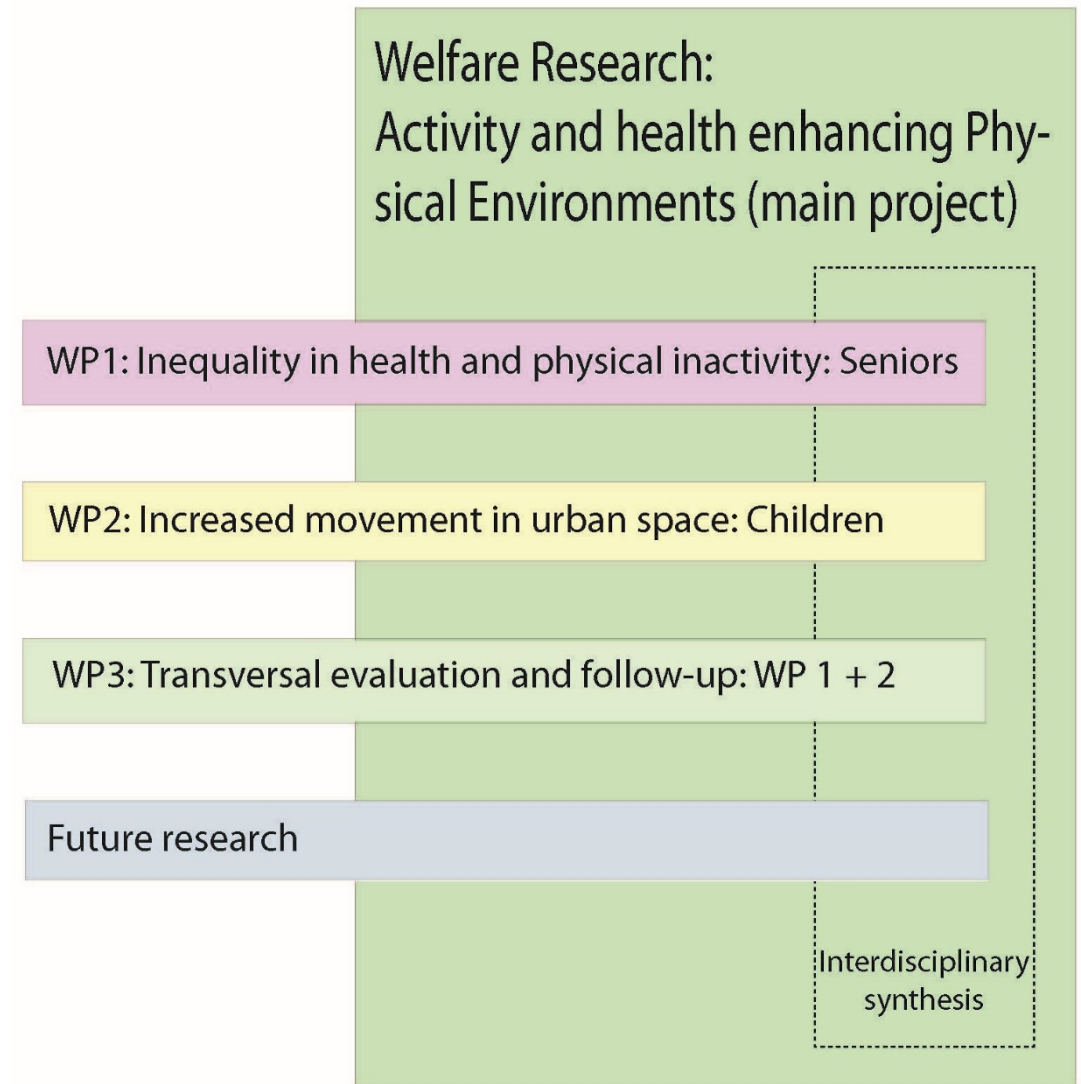 Welfare Research:
Activity and health enhancing Phy-
sical Environments (main project)
WP1: Inequality in health and physical inactivity: Seniors
WP2: Increased movement in urban space: Children
WP3: Transversal evaluation and follow-up: WP 1 + 2
Future research
Interdisciplinary
synthesis